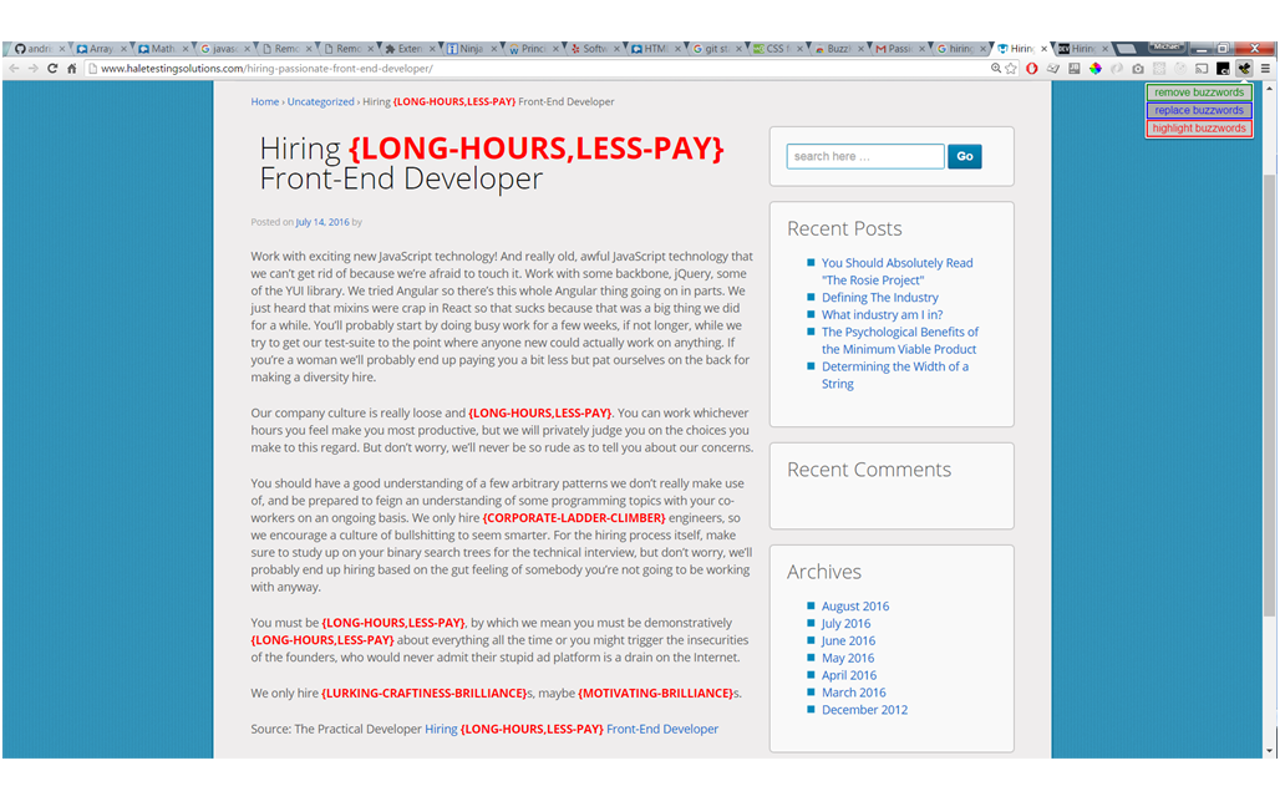 andri Array. Math javasc Remo Remo Exten Ninja Princi Softw HTMl git st. CSS f Buzzl Passi hiring Hiring Hiring Michael
www.haletestingsolutions.com/hiring-passionate-front-end-developer/
remove buzzwords
replace buzzwords
highlight buzzwords
Home › Uncategorized › Hiring {LONG-HOURS,LESS-PAY} Front-End Developer
Hiring {LONG-HOURS,LESS-PAY}
Front-End Developer
Posted on July 14, 2016 by
Work with exciting new JavaScript technology! And really old, awful JavaScript technology that
we can't get rid of because we're afraid to touch it. Work with some backbone, jQuery, some
of the YUI library. We tried Angular so there's this whole Angular thing going on in parts. We
just heard that mixins were crap in React so that sucks because that was a big thing we did
for a while. You'll probably start by doing busy work for a few weeks, if not longer, while we
try to get our test-suite to the point where anyone new could actually work on anything. If
you're a woman we'll probably end up paying you a bit less but pat ourselves on the back for
making a diversity hire.
Our company culture is really loose and {LONG-HOURS,LESS-PAY}. You can work whichever
hours you feel make you most productive, but we will privately judge you on the choices you
make to this regard. But don't worry, we'll never be so rude as to tell you about our concerns.
You should have a good understanding of a few arbitrary patterns we don't really make use
of, and be prepared to feign an understanding of some programming topics with your co-
workers on an ongoing basis. We only hire {CORPORATE-LADDER-CLIMBER} engineers, so
we encourage a culture of bullshitting to seem smarter. For the hiring process itself, make
sure to study up on your binary search trees for the technical interview, but don't worry, we'll
probably end up hiring based on the gut feeling of somebody you're not going to be working
with anyway.
You must be {LONG-HOURS,LESS-PAY}, by which we mean you must be demonstratively
{LONG-HOURS,LESS-PAY} about everything all the time or you might trigger the insecurities
of the founders, who would never admit their stupid ad platform is a drain on the Internet.
We only hire {LURKING-CRAFTINESS-BRILLIANCE}s, maybe {MOTIVATING-BRILLIANCE}s.
Source: The Practical Developer Hiring {LONG-HOURS,LESS-PAY} Front-End Developer
search here ... Go
Recent Posts
You Should Absolutely Read
"The Rosie Project"
Defining The Industry
What industry am I in?
The Psychological Benefits of
the Minimum Viable Product
Determining the Width of a
String
Recent Comments
Archives
August 2016
July 2016
June 2016
May 2016
April 2016
March 2016
December 2012